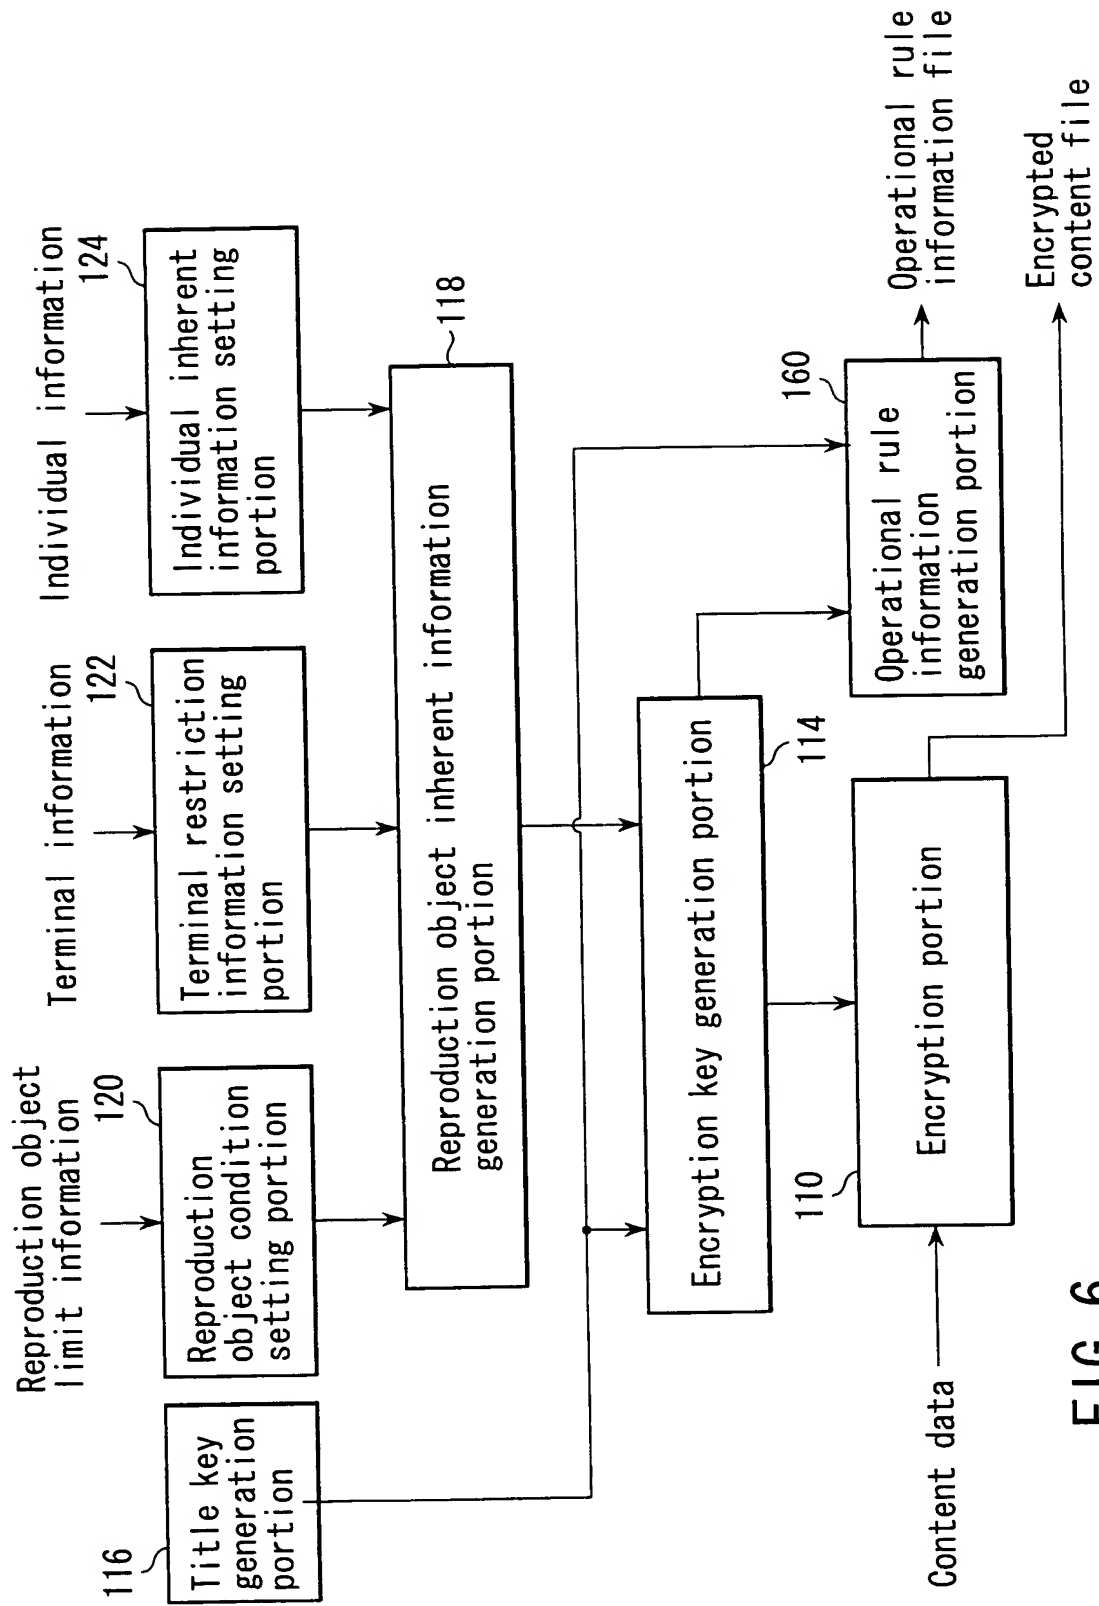 Reproduction object
limit information
Terminal information
Individual information
116
Title key
generation
portion
120
Reproduction
object condition
setting portion
122
Terminal restriction
information setting
portion
124
Individual inherent
information setting
portion
118
Reproduction object inherent information
generation portion
Encryption key generation portion
114
160
Operational rule
information
generation portion
Operational rule
information file
Content data
110
Encryption portion
Encrypted
content file
FIG. 6